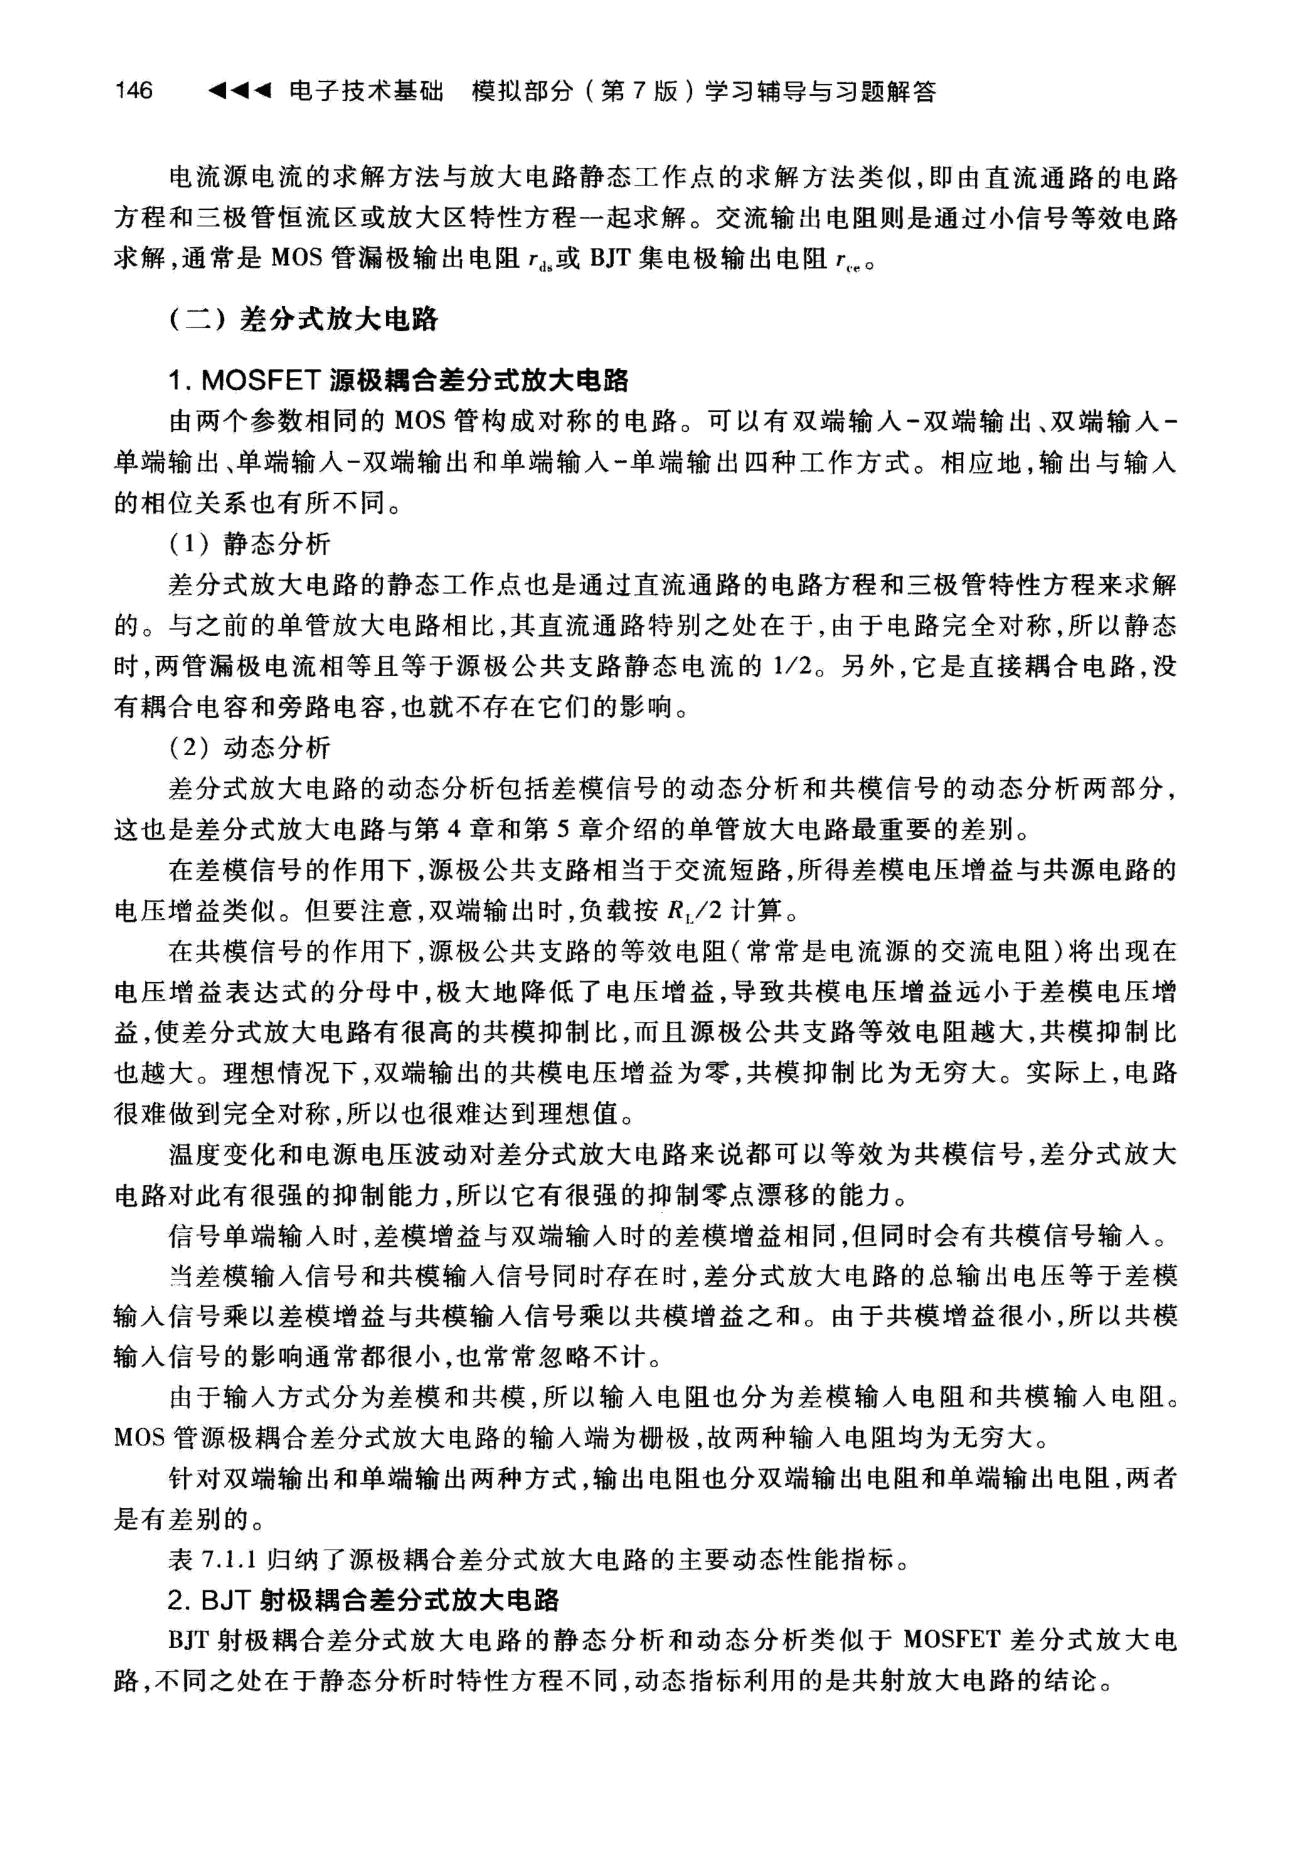 146 ◀◀◀ 电子技术基础 模拟部分(第7版)学习辅导与习题解答
电流源电流的求解方法与放大电路静态工作点的求解方法类似,即由直流通路的电路
方程和三极管恒流区或放大区特性方程一起求解。交流输出电阻则是通过小信号等效电路
求解,通常是 MOS 管漏极输出电阻 rds或 BJT 集电极输出电阻 rce。
(二)差分式放大电路
1. MOSFET 源极耦合差分式放大电路
由两个参数相同的 MOS 管构成对称的电路。可以有双端输入-双端输出、双端输入-
单端输出、单端输入-双端输出和单端输入-单端输出四种工作方式。相应地,输出与输入
的相位关系也有所不同。
(1)静态分析
差分式放大电路的静态工作点也是通过直流通路的电路方程和三极管特性方程来求解
的。与之前的单管放大电路相比,其直流通路特别之处在于,由于电路完全对称,所以静态
时,两管漏极电流相等且等于源极公共支路静态电流的 1/2。另外,它是直接耦合电路,没
有耦合电容和旁路电容,也就不存在它们的影响。
(2)动态分析
差分式放大电路的动态分析包括差模信号的动态分析和共模信号的动态分析两部分,
这也是差分式放大电路与第 4 章和第 5 章介绍的单管放大电路最重要的差别。
在差模信号的作用下,源极公共支路相当于交流短路,所得差模电压增益与共源电路的
电压增益类似。但要注意,双端输出时,负载按 RL/2 计算。
在共模信号的作用下,源极公共支路的等效电阻(常常是电流源的交流电阻)将出现在
电压增益表达式的分母中,极大地降低了电压增益,导致共模电压增益远小于差模电压增
益,使差分式放大电路有很高的共模抑制比,而且源极公共支路等效电阻越大,共模抑制比
也越大。理想情况下,双端输出的共模电压增益为零,共模抑制比为无穷大。实际上,电路
很难做到完全对称,所以也很难达到理想值。
温度变化和电源电压波动对差分式放大电路来说都可以等效为共模信号,差分式放大
电路对此有很强的抑制能力,所以它有很强的抑制零点漂移的能力。
信号单端输入时,差模增益与双端输入时的差模增益相同,但同时会有共模信号输入。
当差模输入信号和共模输入信号同时存在时,差分式放大电路的总输出电压等于差模
输入信号乘以差模增益与共模输入信号乘以共模增益之和。由于共模增益很小,所以共模
输入信号的影响通常都很小,也常常忽略不计。
由于输入方式分为差模和共模,所以输入电阻也分为差模输入电阻和共模输入电阻。
MOS 管源极耦合差分式放大电路的输入端为栅极,故两种输入电阻均为无穷大。
针对双端输出和单端输出两种方式,输出电阻也分双端输出电阻和单端输出电阻,两者
是有差别的。
表 7.1.1 归纳了源极耦合差分式放大电路的主要动态性能指标。
2. BJT 射极耦合差分式放大电路
BJT 射极耦合差分式放大电路的静态分析和动态分析类似于 MOSFET 差分式放大电
路,不同之处在于静态分析时特性方程不同,动态指标利用的是共射放大电路的结论。